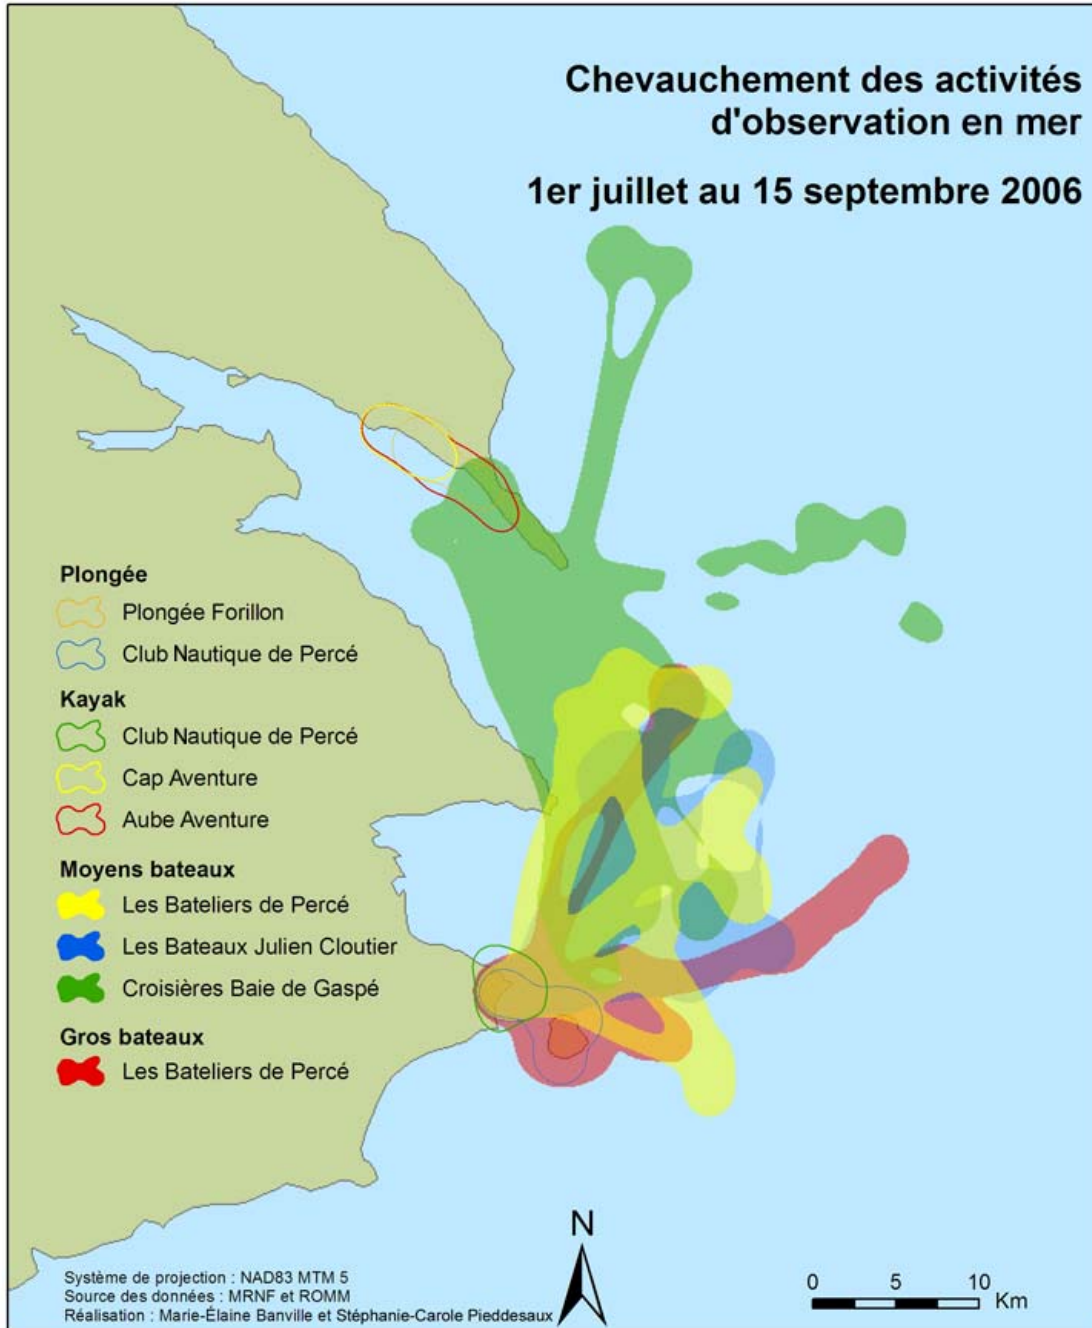 Chevauchement des activités
d'observation en mer
1er juillet au 15 septembre 2006
Plongée
Plongée Forillon
Club Nautique de Percé
Kayak
Club Nautique de Percé
Cap Aventure
Aube Aventure
Moyens bateaux
Les Bateliers de Percé
Les Bateaux Julien Cloutier
Croisières Baie de Gaspé
Gros bateaux
Les Bateliers de Percé
N
Système de projection : NAD83 MTM 5
Source des données : MRNF et ROMM
Réalisation : Marie-Élaine Banville et Stéphanie-Carole Pieddesaux
0 5 10
Km